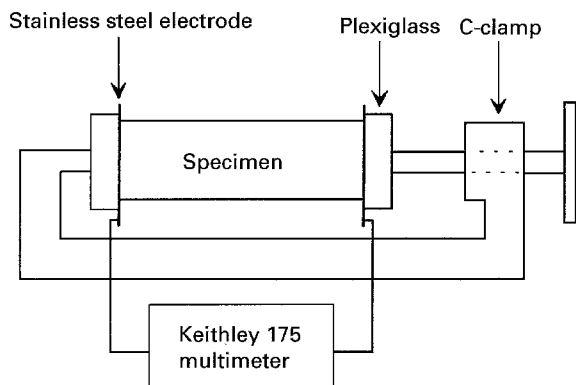 Stainless steel electrode
Plexiglass
C-clamp
Specimen
Keithley 175
multimeter